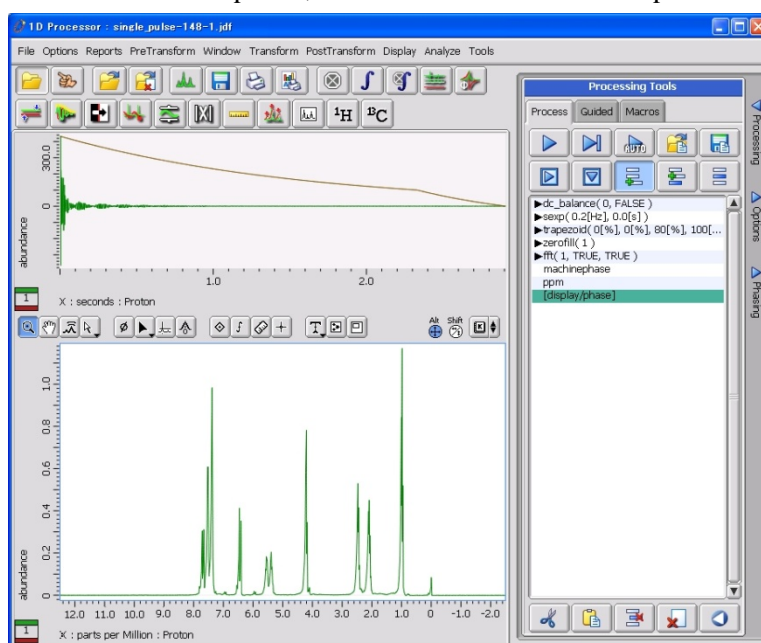 1D Processor : single_pulse-148-1.jdf
File Options Reports PreTransform Window Transform PostTransform Display Analyze Tools
¹H ¹³C
abundance
0 300.0
1.0 2.0
1
X : seconds : Proton
Alt Shift
abundance
0 0.2 0.4 0.6 0.8 1.0
12.0 11.0 10.0 9.0 8.0 7.0 6.0 5.0 4.0 3.0 2.0 1.0 0 -1.0 -2.0
1
X : parts per Million : Proton
Processing Tools
Process Guided Macros
AUTO
dc_balance( 0, FALSE )
sexp( 0.2[Hz], 0.0[s] )
trapezoid( 0[%], 0[%], 80[%], 100[...
zerofill( 1 )
fft( 1, TRUE, TRUE )
machinephase
ppm
[display/phase]
Processing
Options
Phasing